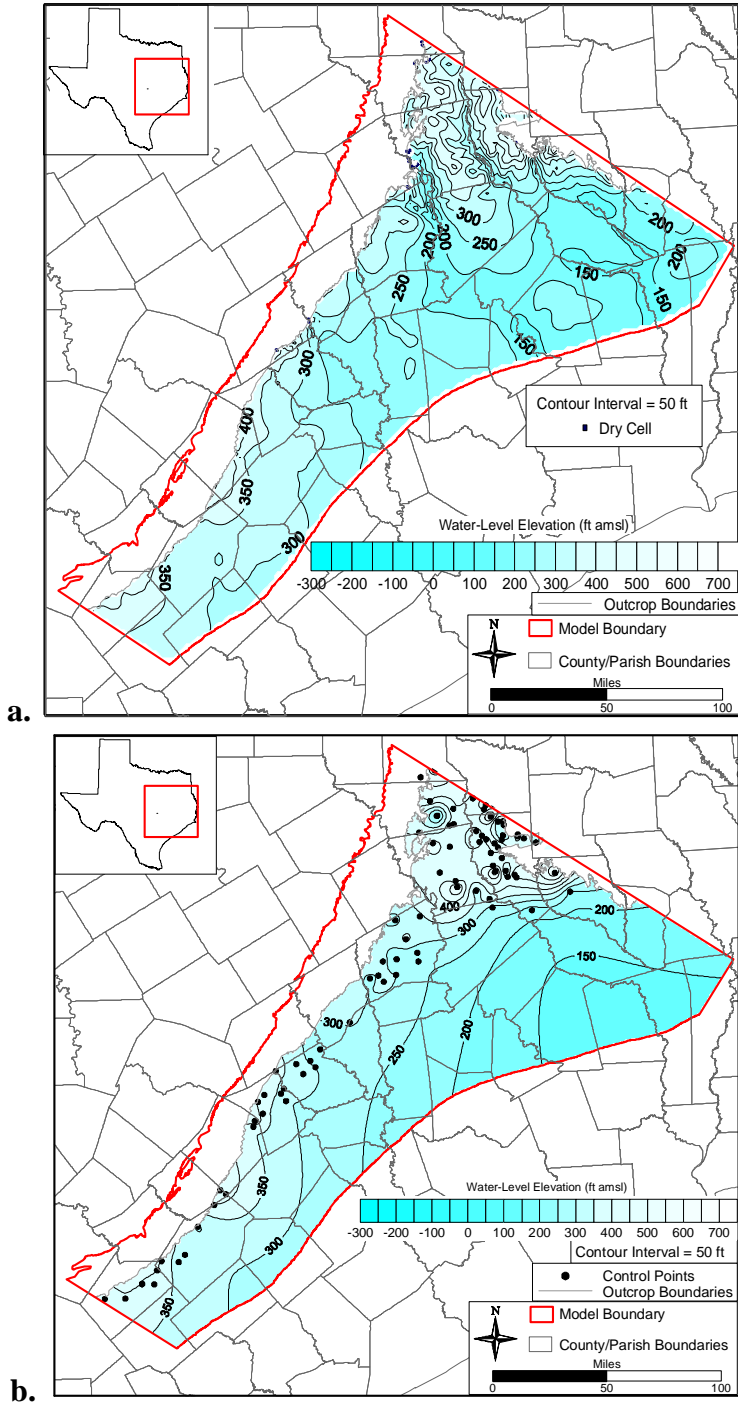 300
200
200
250
200
200
250
150
150
150
300
400
350
300
350
Contour Interval = 50 ft
Dry Cell
Water-Level Elevation (ft amsl)
-300 -200 -100 0 100 200 300 400 500 600 700
Outcrop Boundaries
N
Model Boundary
County/Parish Boundaries
Miles
0 50 100
a.
400
300
200
150
300
250
200
350
300
350
Water-Level Elevation (ft amsl)
-300 -200 -100 0 100 200 300 400 500 600 700
Contour Interval = 50 ft
Control Points
Outcrop Boundaries
N
Model Boundary
County/Parish Boundaries
Miles
0 50 100
b.